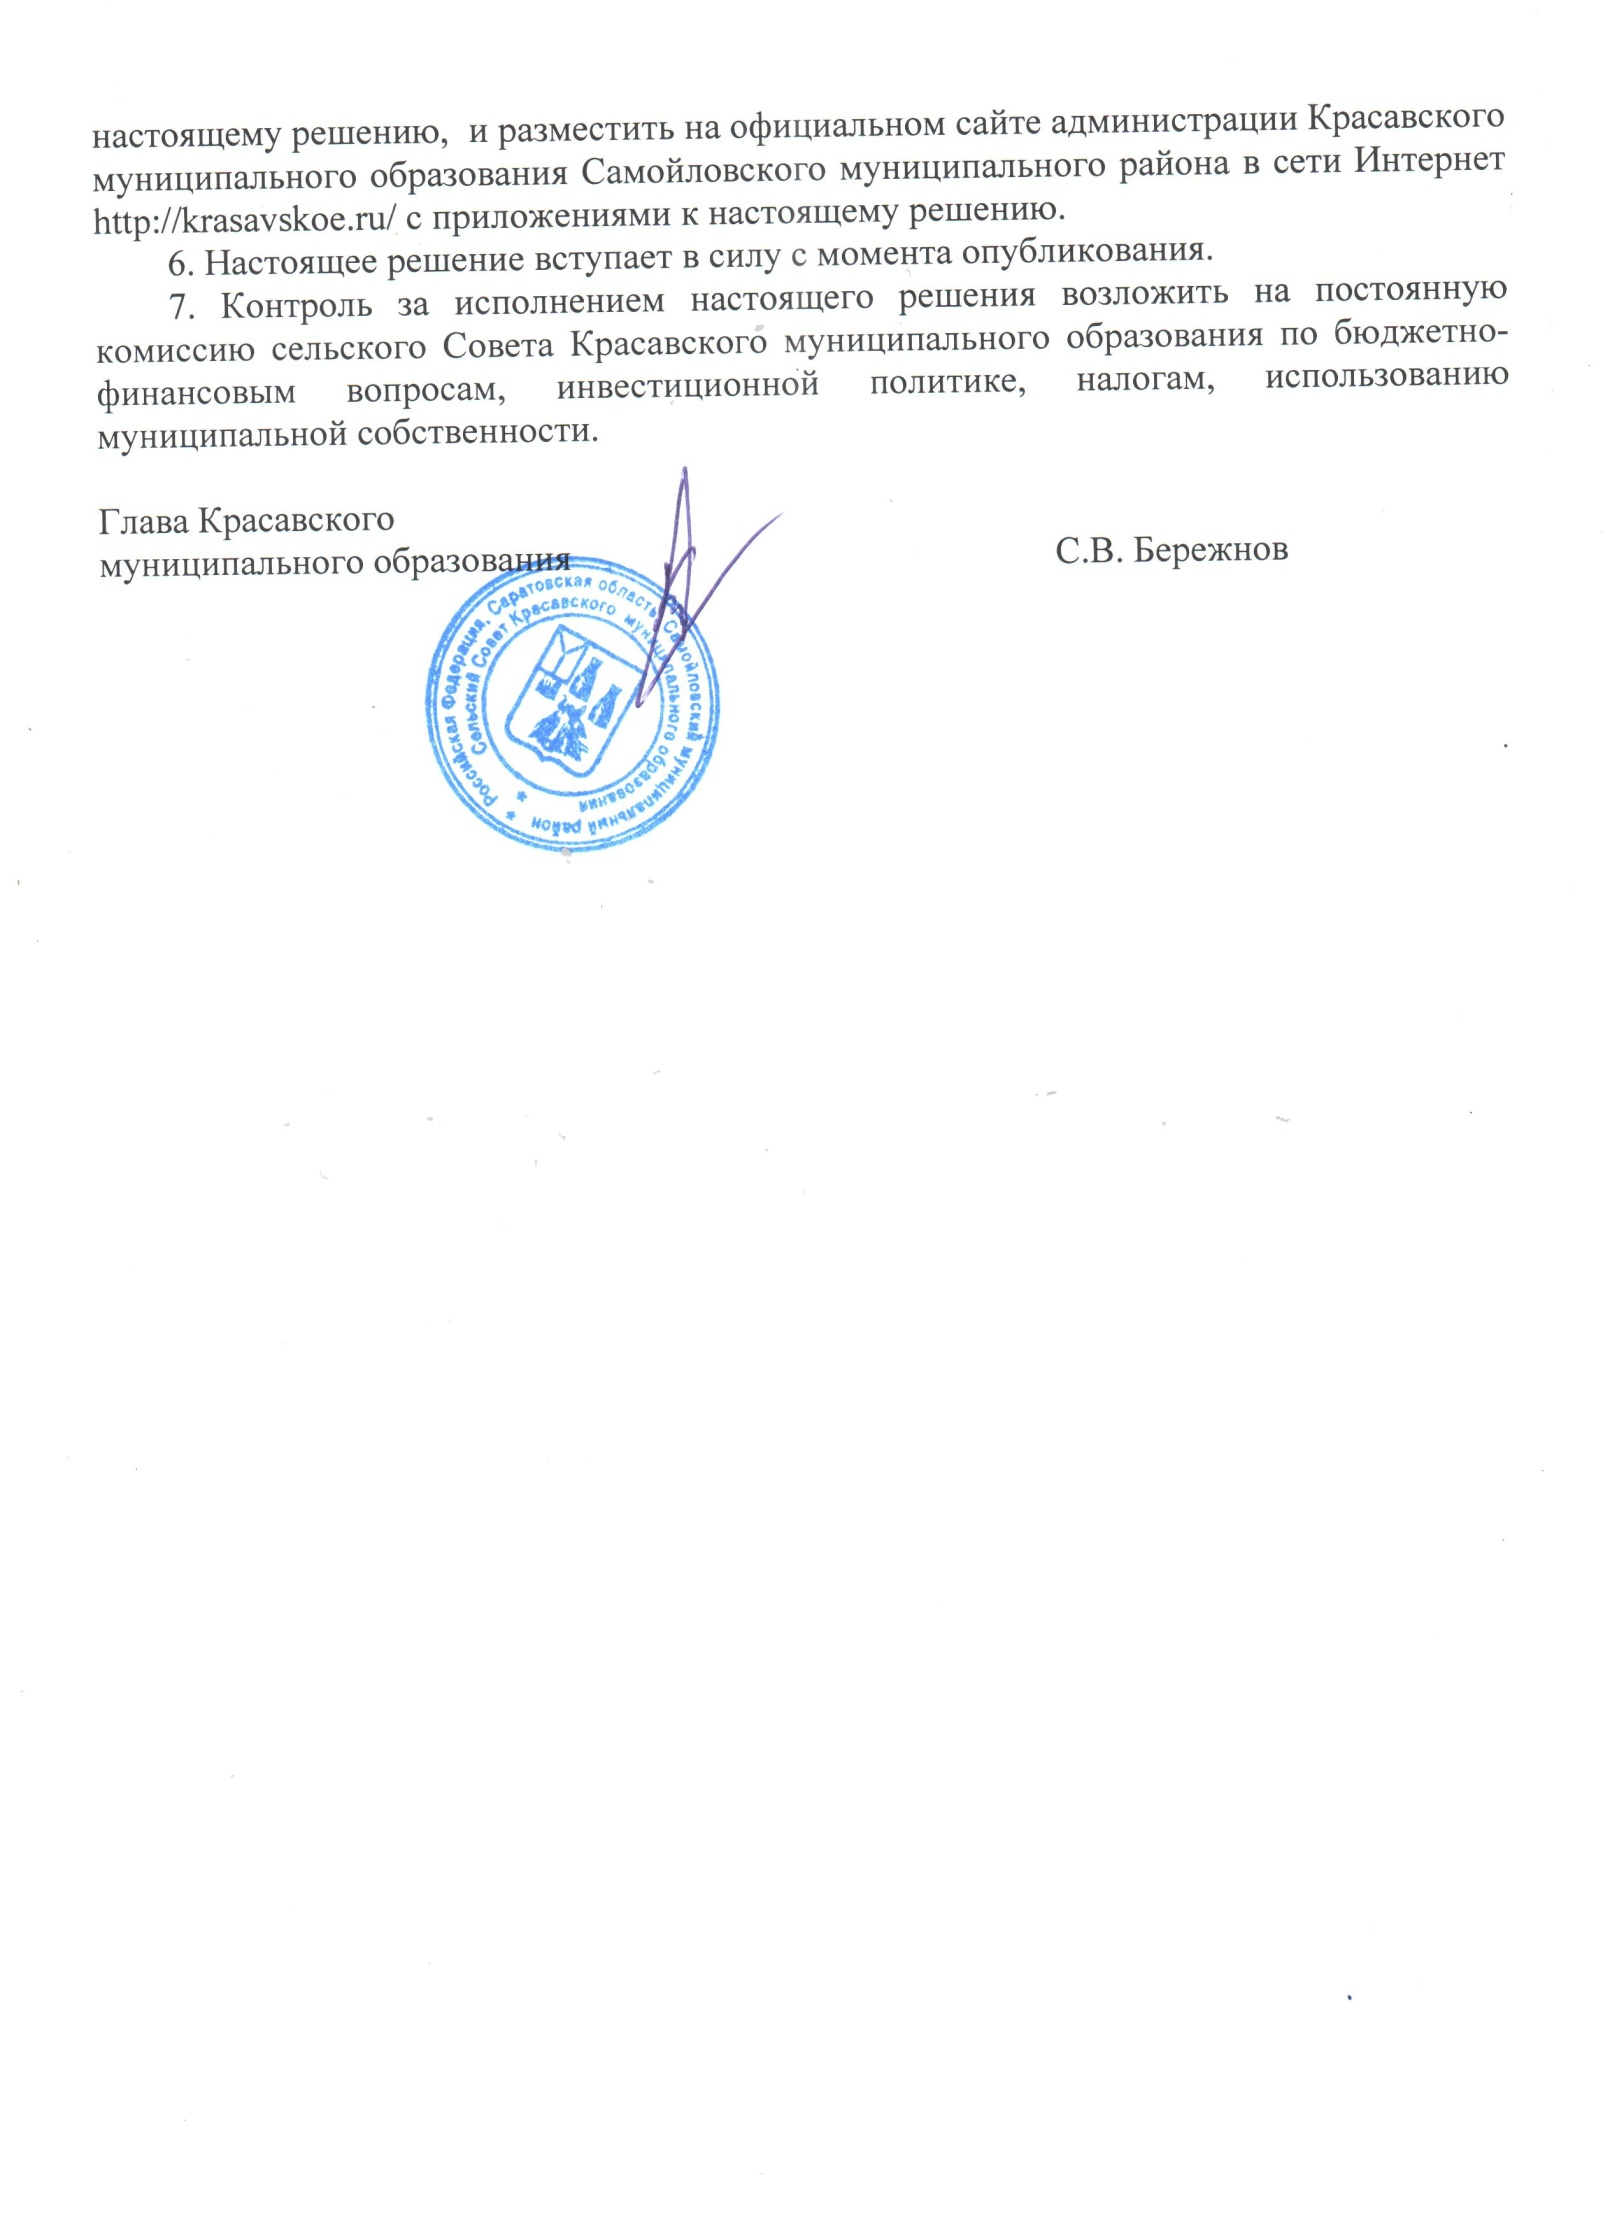 настоящему решению,  и разместить на официальном сайте администрации Красавского
муниципального образования Самойловского муниципального района в сети Интернет
http://krasavskoe.ru/ с приложениями к настоящему решению.
6. Настоящее решение вступает в силу с момента опубликования.
7. Контроль за исполнением настоящего решения возложить на постоянную
комиссию сельского Совета Красавского муниципального образования по бюджетно-
финансовым вопросам, инвестиционной политике, налогам, использованию
муниципальной собственности.
Глава Красавского
муниципального образования
С.В. Бережнов
* Российская Федерация, Саратовская область, Самойловский муниципальный район
* Сельский Совет Красавского муниципального образования